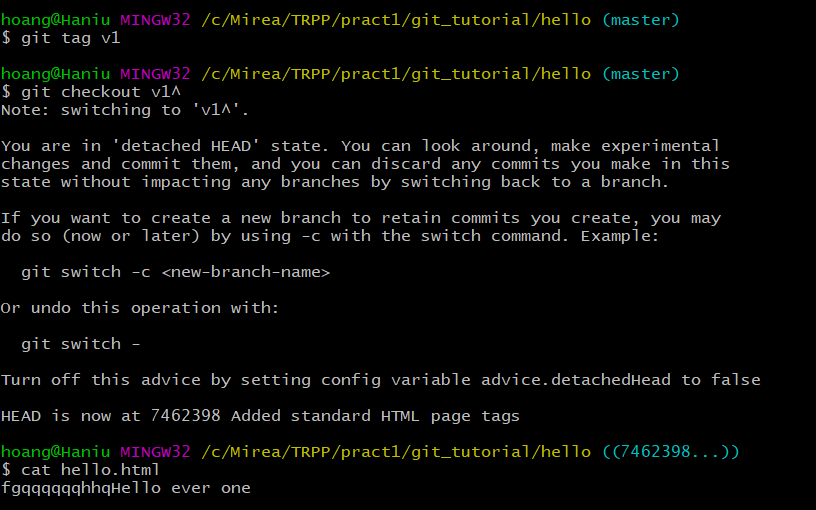 hoang@Haniu MINGW32 /c/Mirea/TRPP/pract1/git_tutorial/hello (master)
$ git tag v1
hoang@Haniu MINGW32 /c/Mirea/TRPP/pract1/git_tutorial/hello (master)
$ git checkout v1^
Note: switching to 'v1^'.
You are in 'detached HEAD' state. You can look around, make experimental
changes and commit them, and you can discard any commits you make in this
state without impacting any branches by switching back to a branch.
If you want to create a new branch to retain commits you create, you may
do so (now or later) by using -c with the switch command. Example:
git switch -c <new-branch-name>
Or undo this operation with:
git switch -
Turn off this advice by setting config variable advice.detachedHead to false
HEAD is now at 7462398 Added standard HTML page tags
hoang@Haniu MINGW32 /c/Mirea/TRPP/pract1/git_tutorial/hello ((7462398...))
$ cat hello.html
fgqqqqqqhhqHello ever one